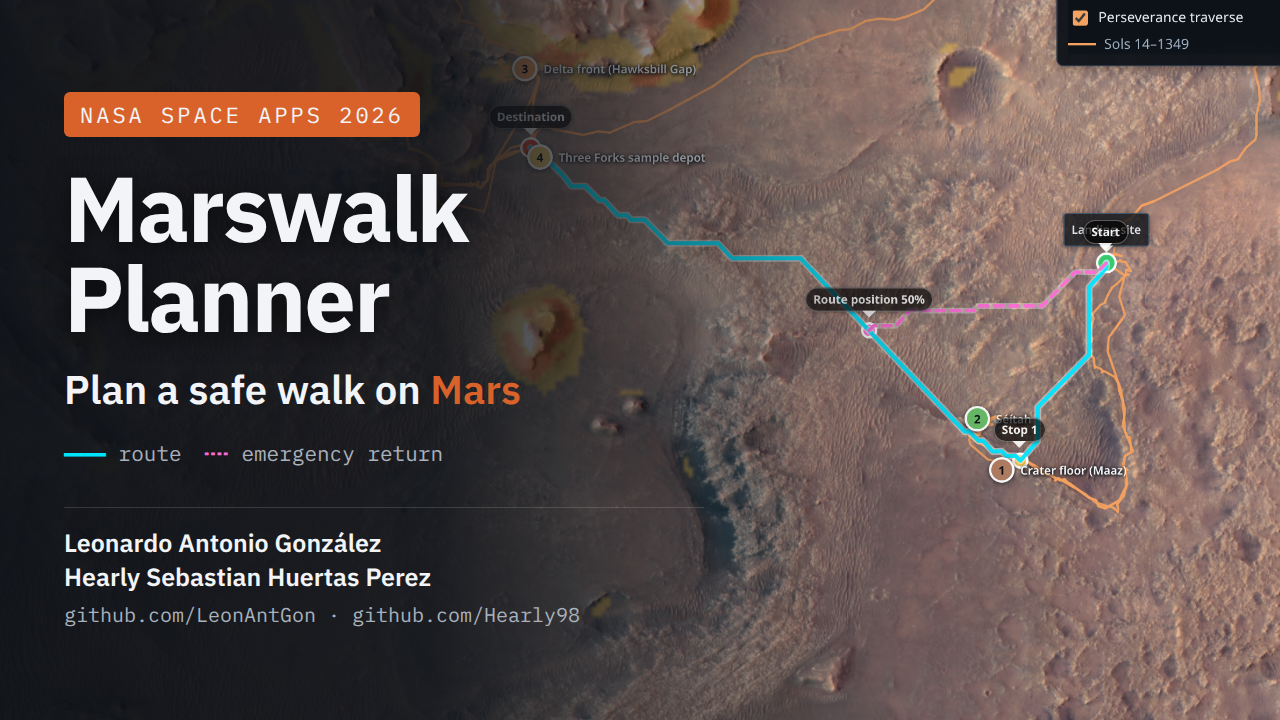 NASA SPACE APPS 2026
Marswalk
Planner
Plan a safe walk on Mars
route
emergency return
Leonardo Antonio González
Hearly Sebastian Huertas Perez
github.com/LeonAntGon · github.com/Hearly98
Perseverance traverse
Sols 14–1349
3
Delta front (Hawksbill Gap)
Destination
4
Three Forks sample depot
Start
Route position 50%
2
Séítah
Stop 1
1
Crater floor (Maaz)